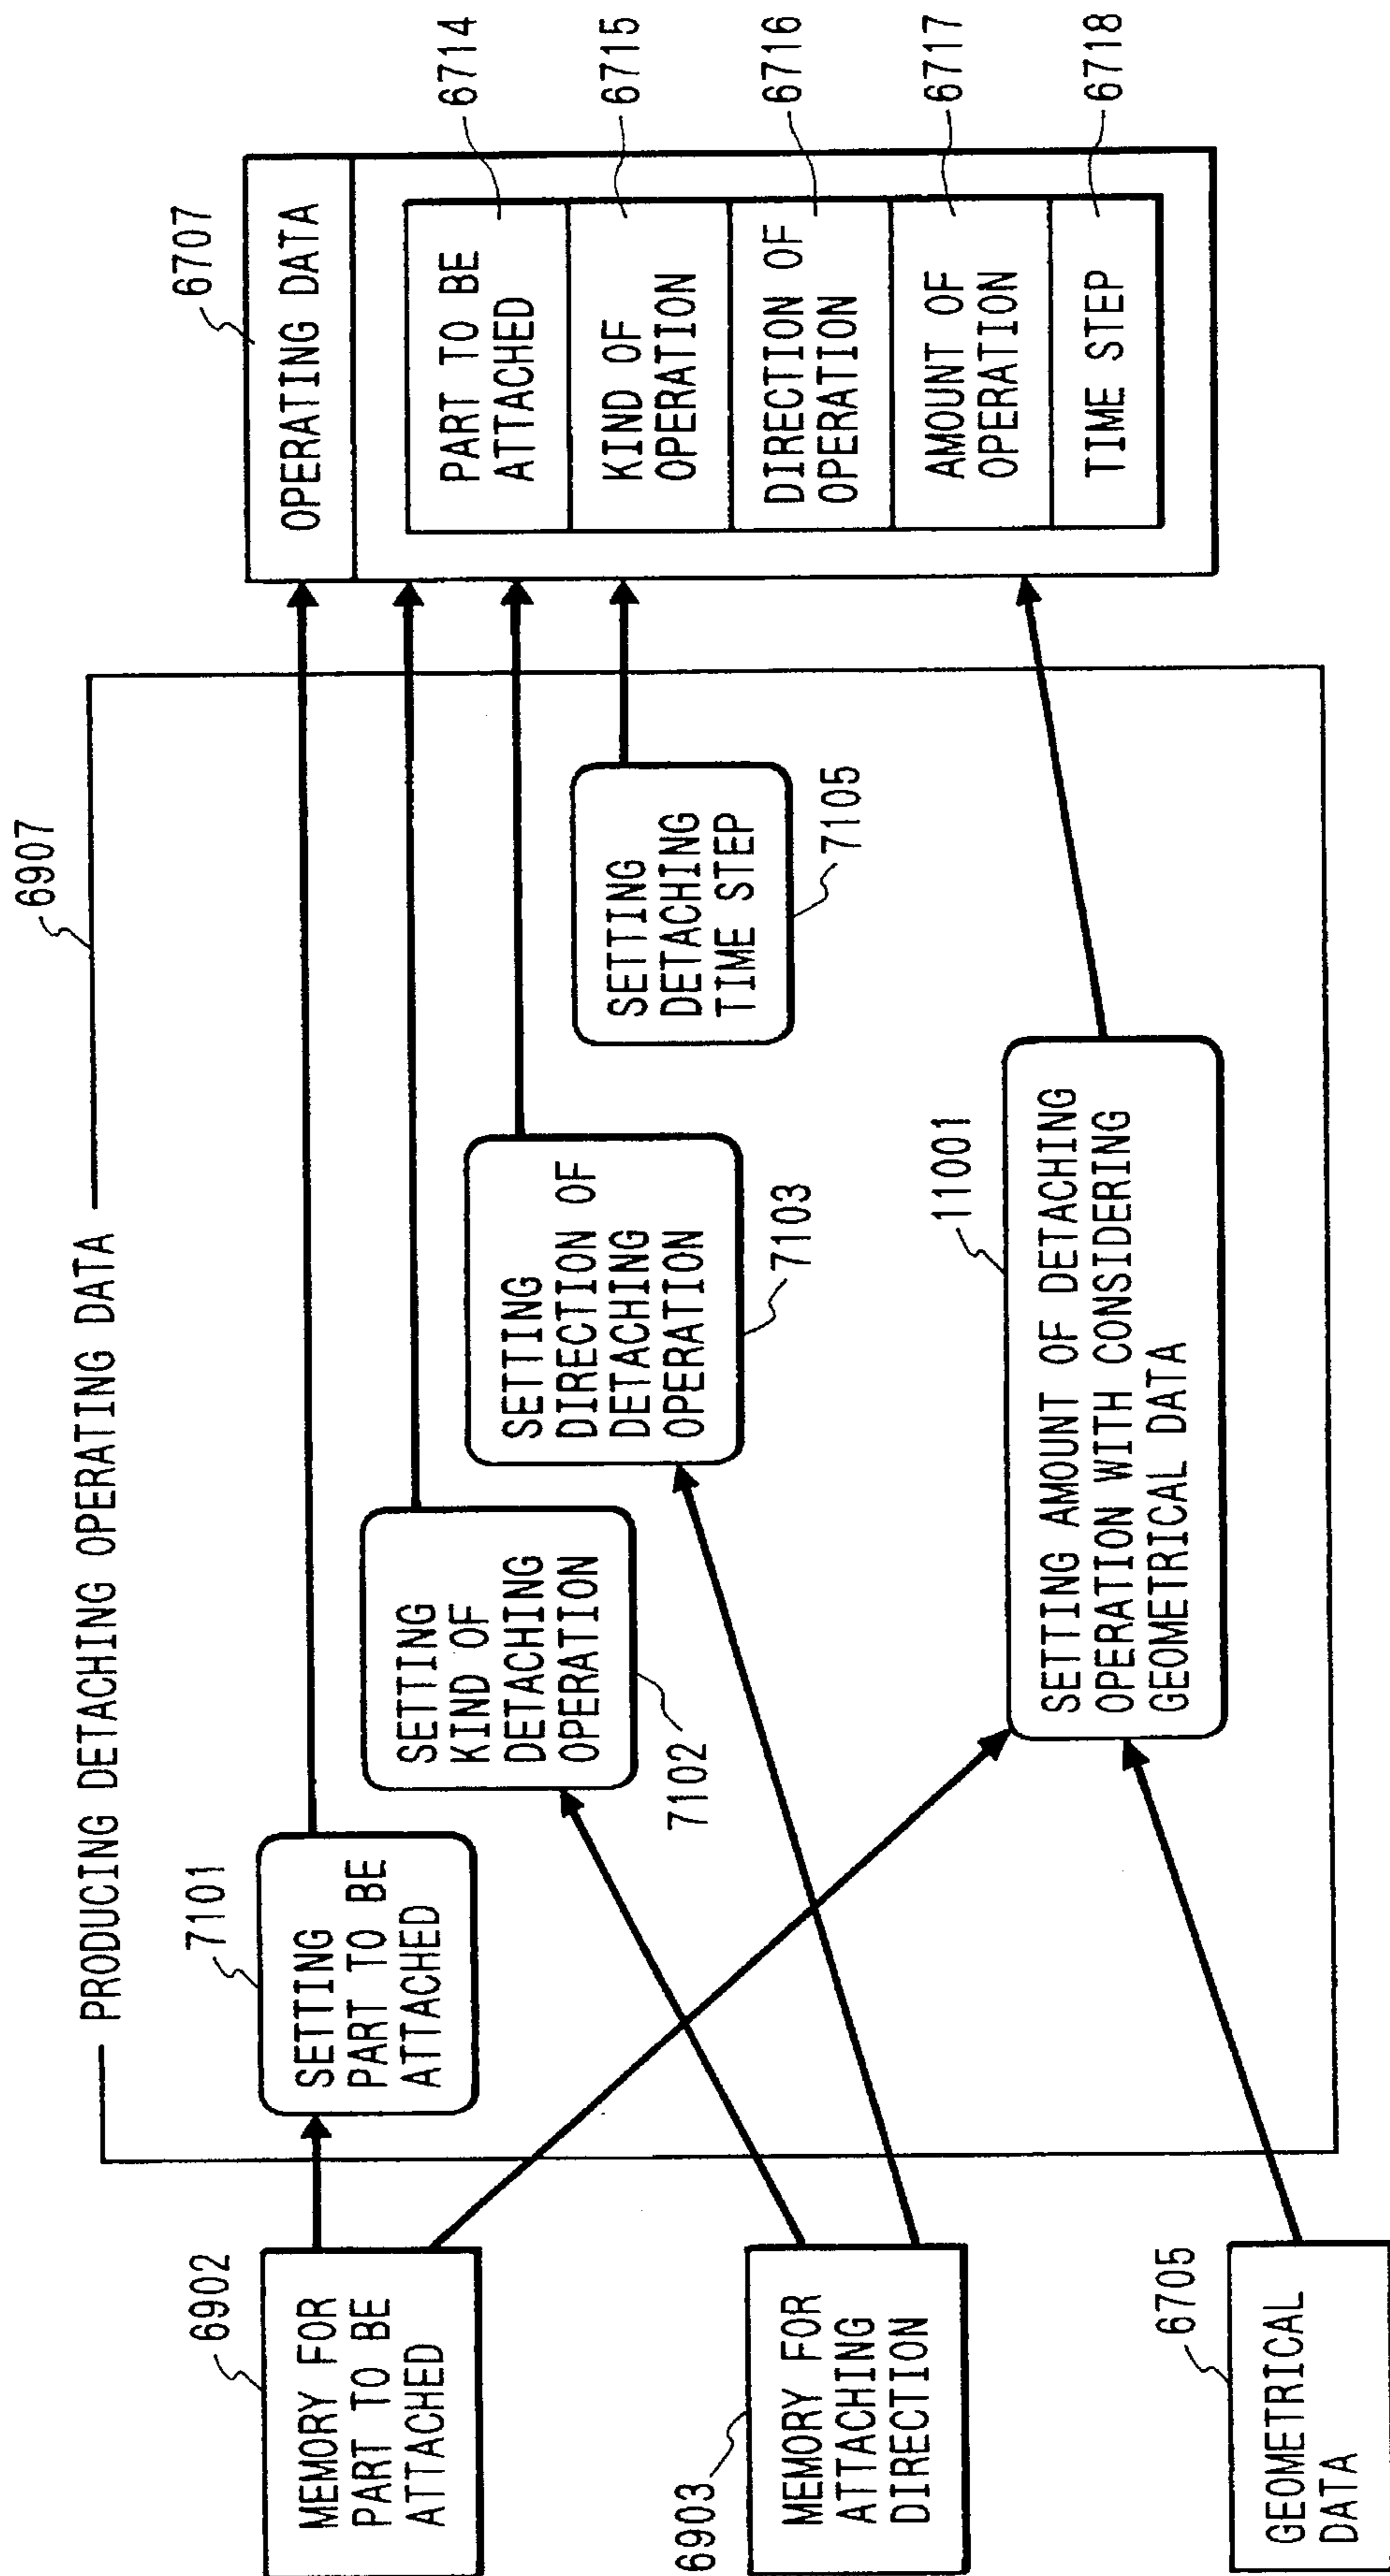 PRODUCING DETACHING OPERATING DATA
6907
6902
MEMORY FOR
PART TO BE
ATTACHED
6903
MEMORY FOR
ATTACHING
DIRECTION
6705
GEOMETRICAL
DATA
7101
SETTING
PART TO BE
ATTACHED
SETTING
KIND OF
DETACHING
OPERATION
7102
SETTING
DIRECTION OF
DETACHING
OPERATION
7103
SETTING
DETACHING
TIME STEP
7105
11001
SETTING AMOUNT OF DETACHING
OPERATION WITH CONSIDERING
GEOMETRICAL DATA
6707
OPERATING DATA
PART TO BE
ATTACHED
6714
KIND OF
OPERATION
6715
DIRECTION OF
OPERATION
6716
AMOUNT OF
OPERATION
6717
TIME STEP
6718